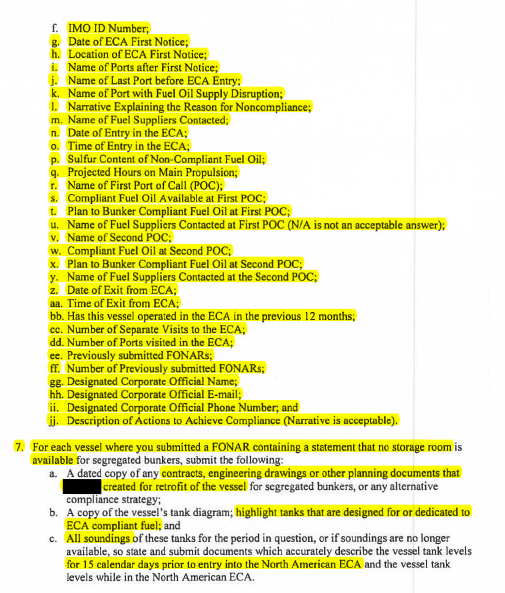 f. IMO ID Number;
g. Date of ECA First Notice;
h. Location of ECA First Notice;
i. Name of Ports after First Notice;
j. Name of Last Port before ECA Entry;
k. Name of Port with Fuel Oil Supply Disruption;
l. Narrative Explaining the Reason for Noncompliance;
m. Name of Fuel Suppliers Contacted;
n. Date of Entry in the ECA;
o. Time of Entry in the ECA;
p. Sulfur Content of Non-Compliant Fuel Oil;
q. Projected Hours on Main Propulsion;
r. Name of First Port of Call (POC);
s. Compliant Fuel Oil Available at First POC;
t. Plan to Bunker Compliant Fuel Oil at First POC;
u. Name of Fuel Suppliers Contacted at First POC (N/A is not an acceptable answer);
v. Name of Second POC;
w. Compliant Fuel Oil at Second POC;
x. Plan to Bunker Compliant Fuel Oil at Second POC;
y. Name of Fuel Suppliers Contacted at the Second POC;
z. Date of Exit from ECA;
aa. Time of Exit from ECA;
bb. Has this vessel operated in the ECA in the previous 12 months;
cc. Number of Separate Visits to the ECA;
dd. Number of Ports visited in the ECA;
ee. Previously submitted FONARs;
ff. Number of Previously submitted FONARs;
gg. Designated Corporate Official Name;
hh. Designated Corporate Official E-mail;
ii. Designated Corporate Official Phone Number; and
jj. Description of Actions to Achieve Compliance (Narrative is acceptable).
7. For each vessel where you submitted a FONAR containing a statement that no storage room is
available for segregated bunkers, submit the following:
a. A dated copy of any contracts, engineering drawings or other planning documents that
created for retrofit of the vessel for segregated bunkers, or any alternative
compliance strategy;
b. A copy of the vessel's tank diagram; highlight tanks that are designed for or dedicated to
ECA compliant fuel; and
c. All soundings of these tanks for the period in question, or if soundings are no longer
available, so state and submit documents which accurately describe the vessel tank levels
for 15 calendar days prior to entry into the North American ECA and the vessel tank
levels while in the North American ECA.